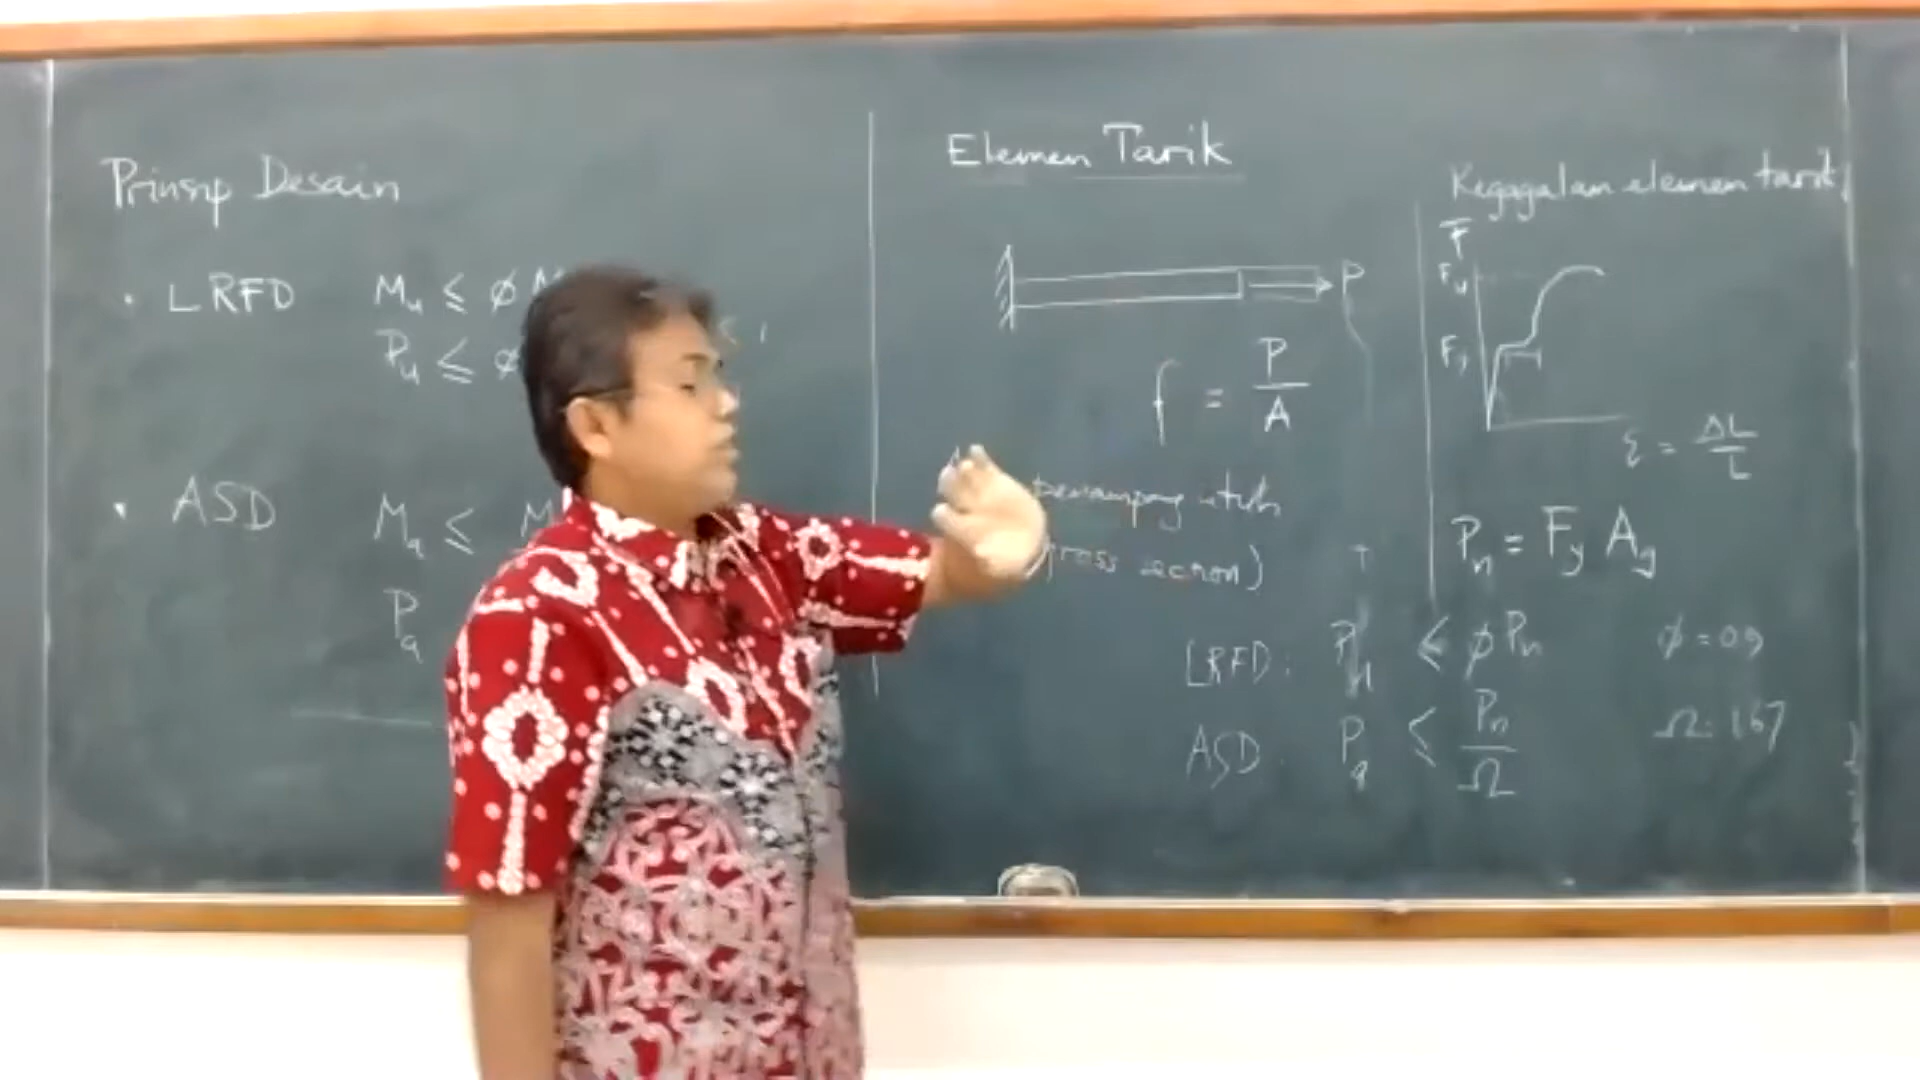 Prinsip Desain
• LRFD Mu ≤ ϕ M
Pu ≤ ϕ
• ASD Ma ≤ M
Pa
Elemen Tarik
P
f = P/A
penampang utuh
gross section)
Kegagalan elemen tarik
F
Fu
Fy
ε = ΔL/L
Pn = Fy Ag
LRFD: Pu ≤ ϕ Pn ϕ = 0.9
ASD: Pa ≤ Pn/Ω Ω = 1.67